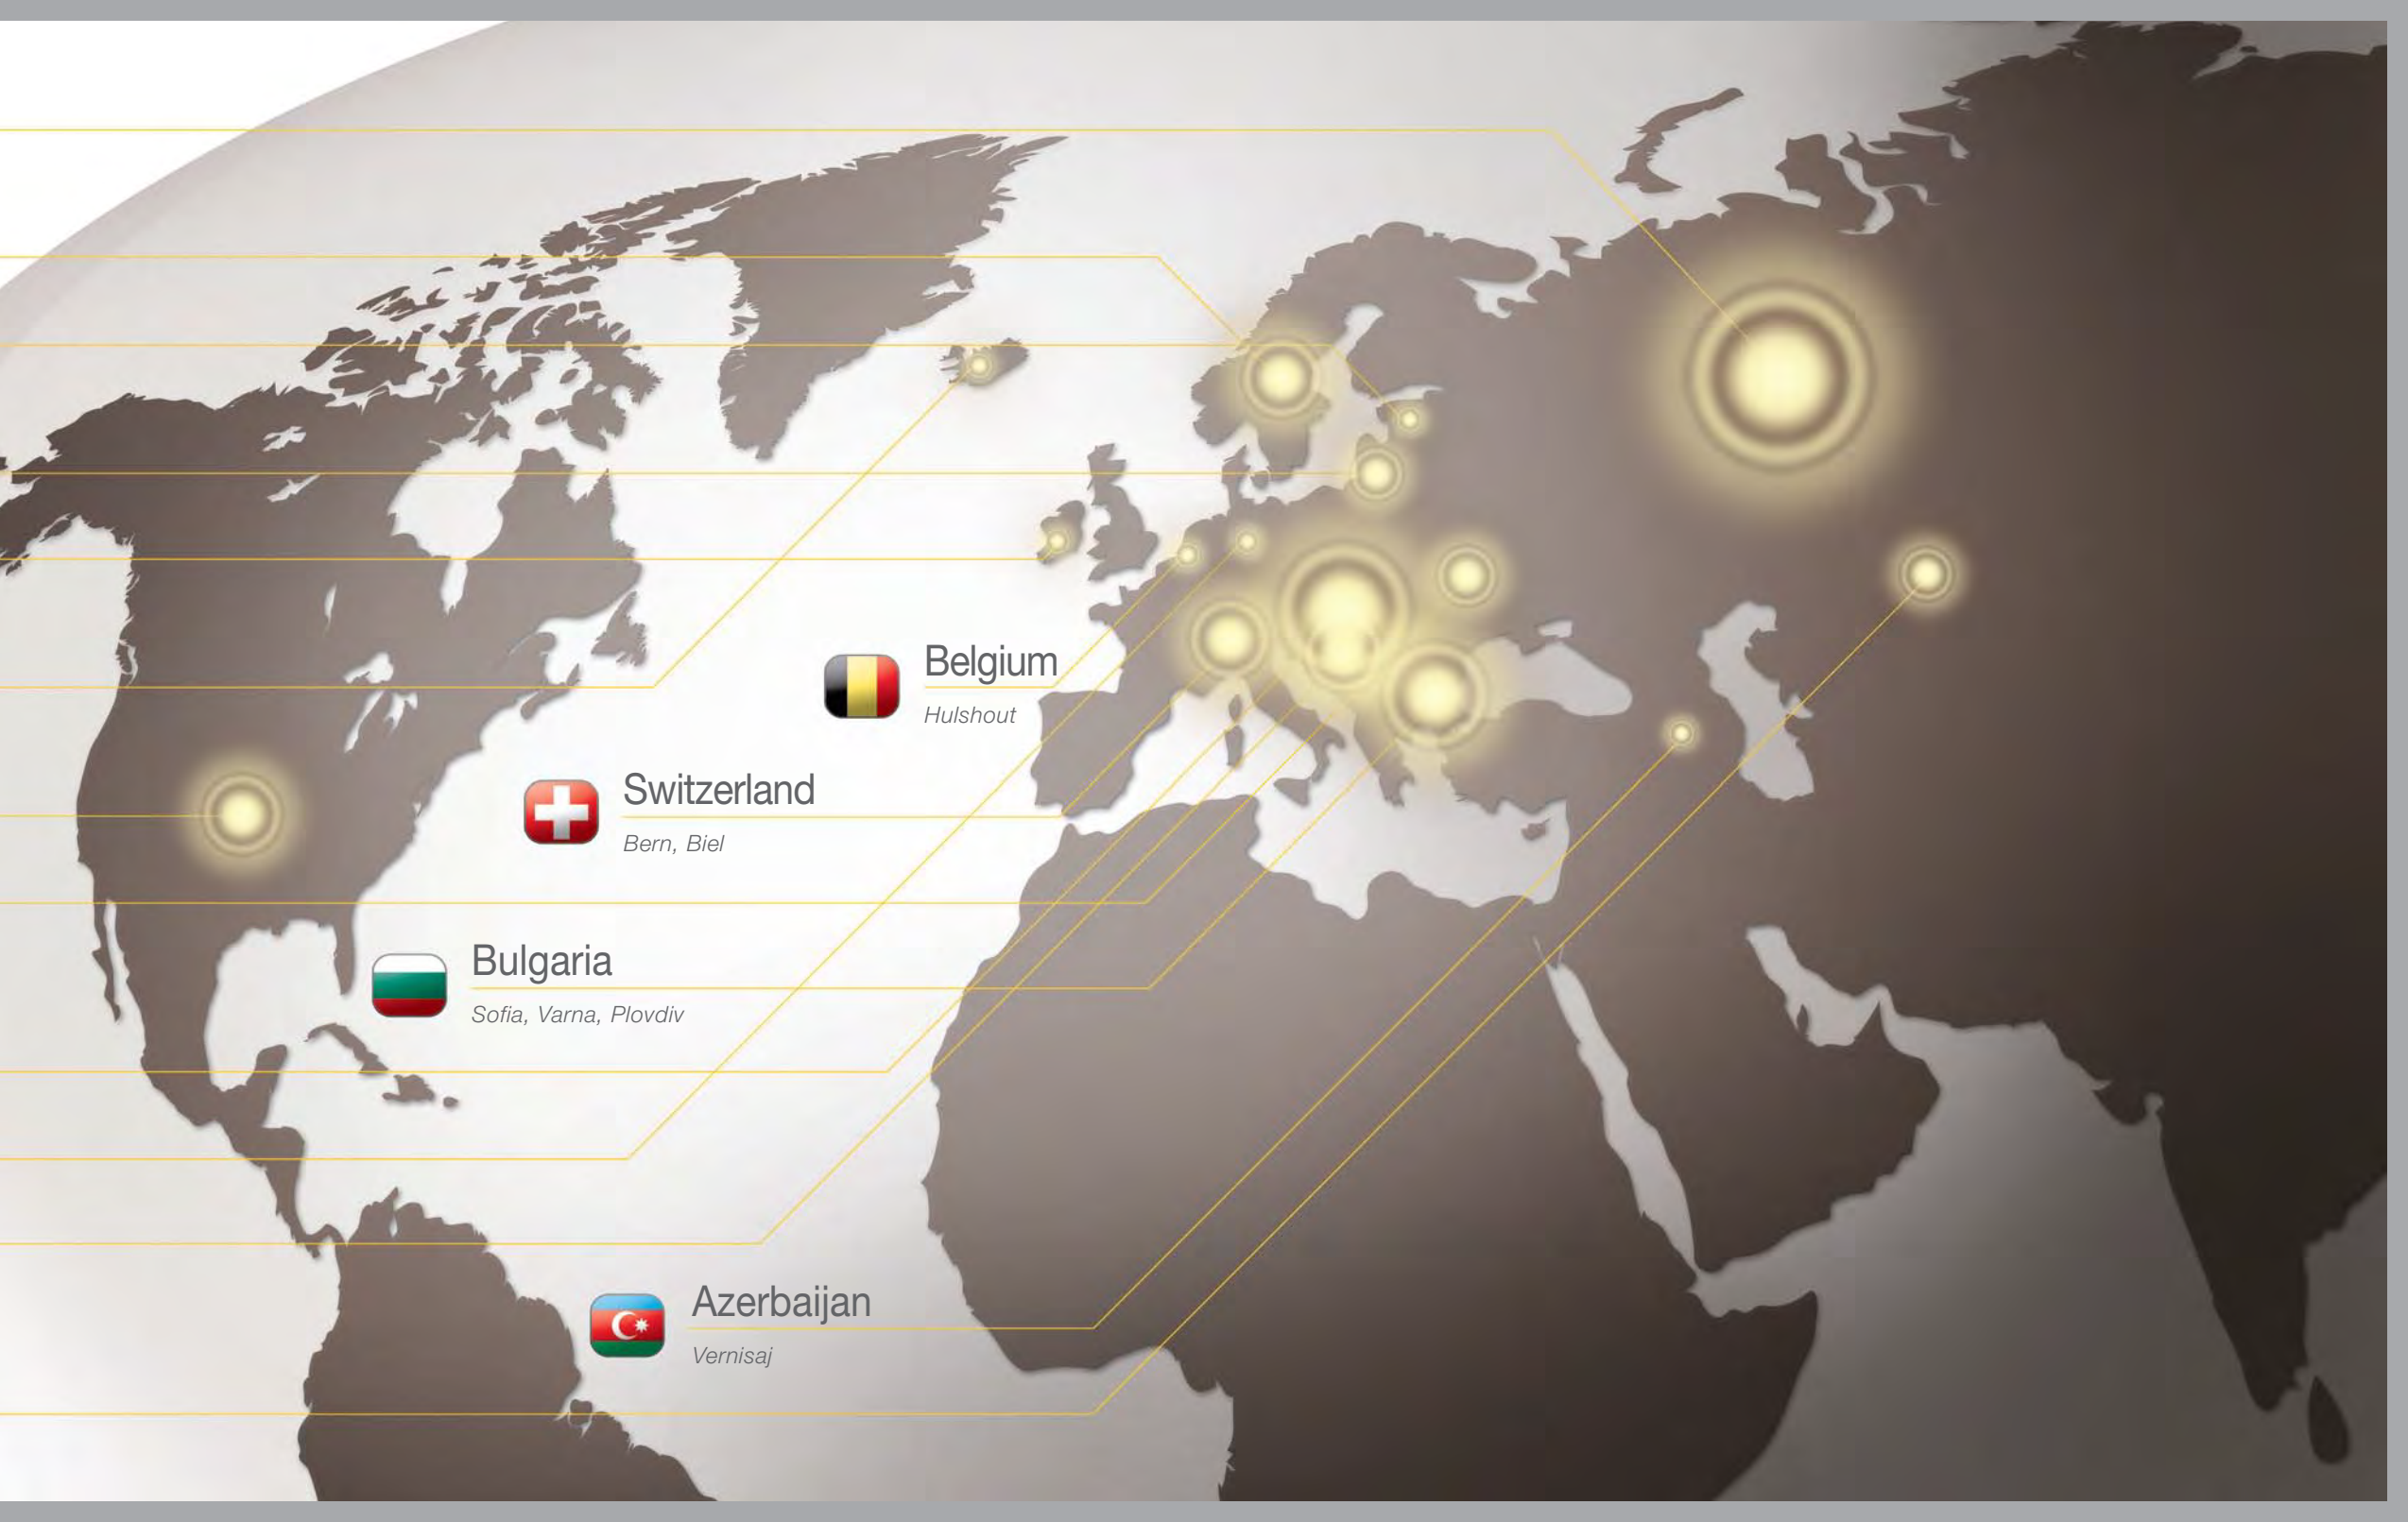 Belgium
Hulshout
Switzerland
Bern, Biel
Bulgaria
Sofia, Varna, Plovdiv
Azerbaijan
Vernisaj